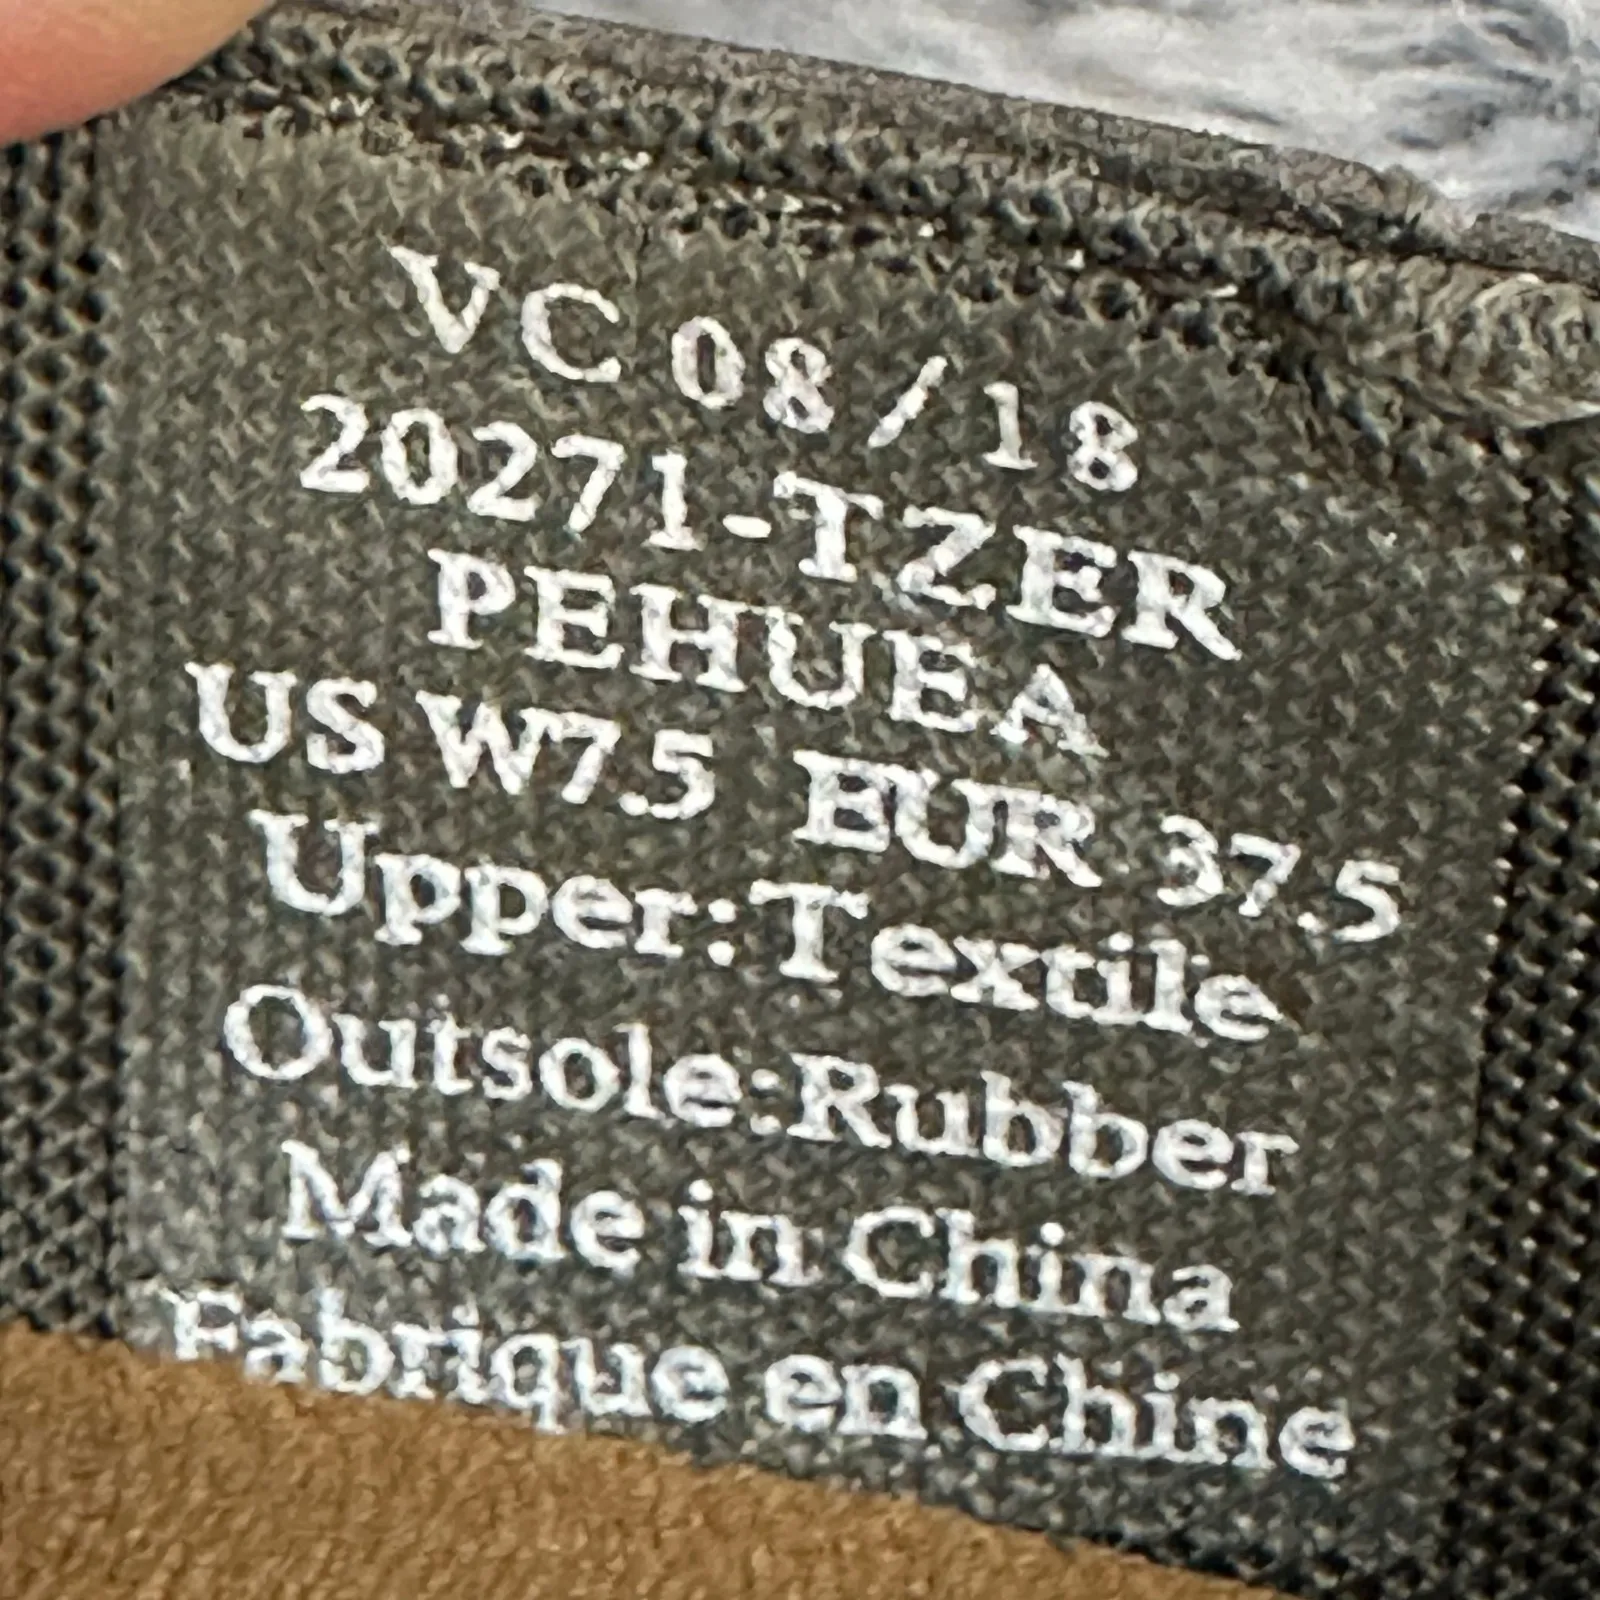 VC 08/18
20271-TZER
PEHUEA
US W7.5 EUR 37.5
Upper:Textile
Outsole:Rubber
Made in China
Fabrique en Chine